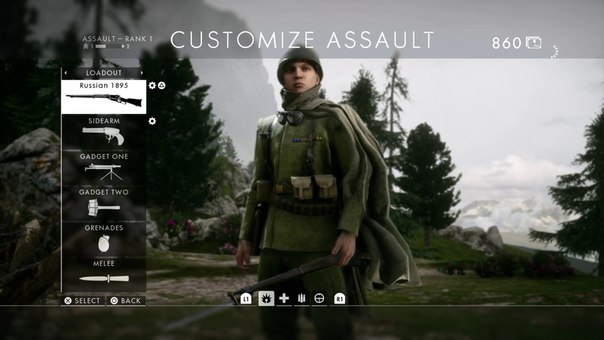 ASSAULT – RANK 1
1
2
CUSTOMIZE ASSAULT
860
LOADOUT
Russian 1895
SIDEARM
GADGET ONE
GADGET TWO
GRENADES
MELEE
SELECT BACK
L1 R1